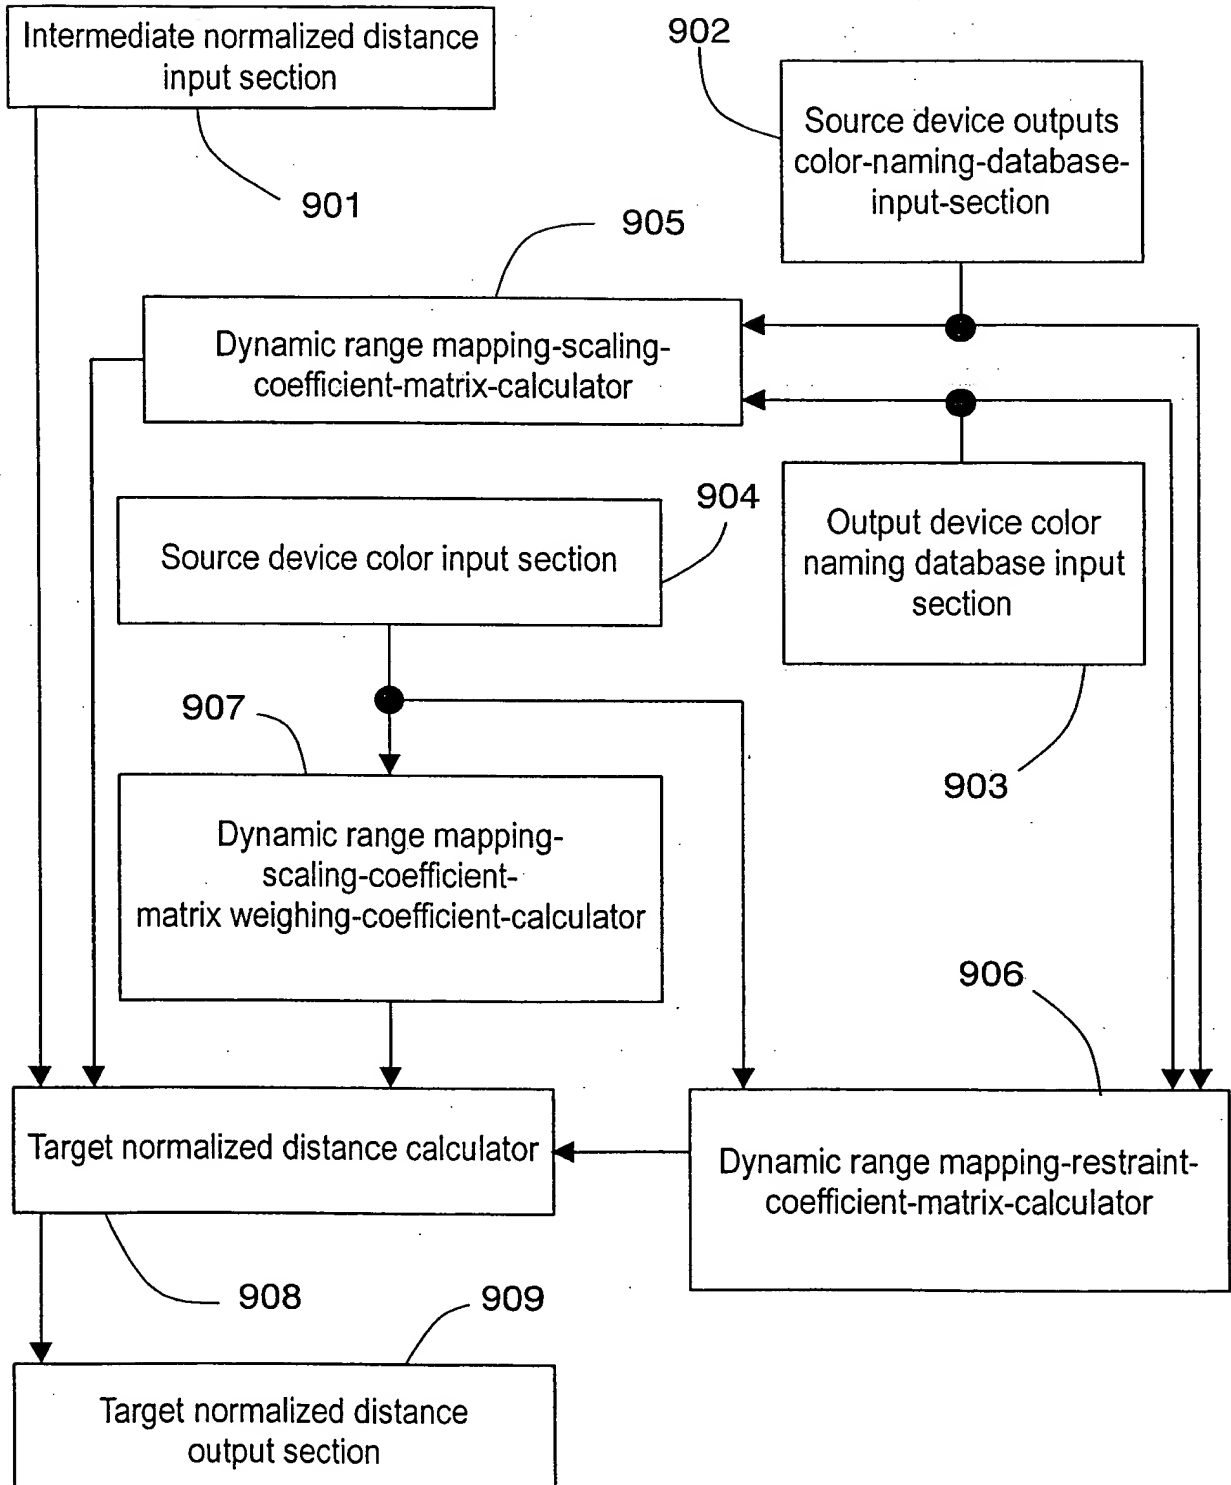 Intermediate normalized distance
input section
901
902
Source device outputs
color-naming-database-
input-section
905
Dynamic range mapping-scaling-
coefficient-matrix-calculator
904
Source device color input section
Output device color
naming database input
section
903
907
Dynamic range mapping-
scaling-coefficient-
matrix weighing-coefficient-calculator
906
Target normalized distance calculator
Dynamic range mapping-restraint-
coefficient-matrix-calculator
908
909
Target normalized distance
output section